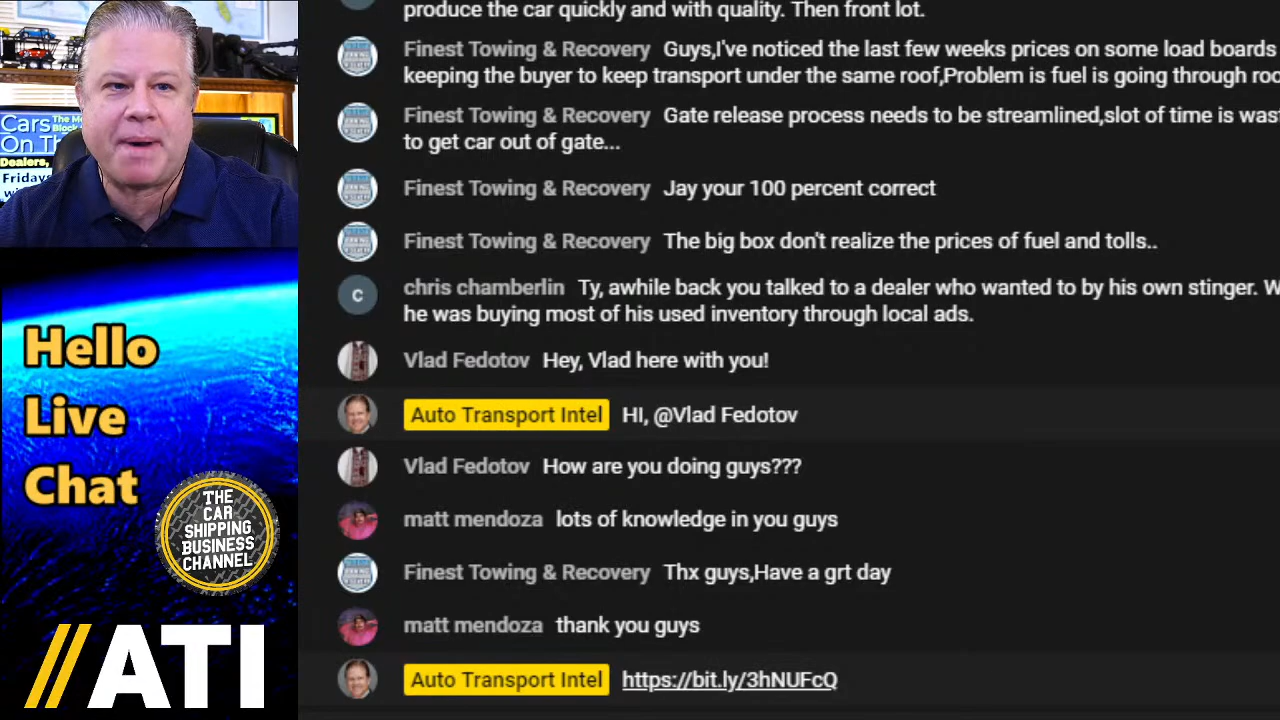 produce the car quickly and with quality. Then front lot.
Finest Towing & Recovery Guys,I've noticed the last few weeks prices on some load boards
keeping the buyer to keep transport under the same roof,Problem is fuel is going through
Finest Towing & Recovery Gate release process needs to be streamlined,slot of time is
to get car out of gate...
Finest Towing & Recovery Jay your 100 percent correct
Finest Towing & Recovery The big box don't realize the prices of fuel and tolls..
C chris chamberlin Ty, awhile back you talked to a dealer who wanted to by his own stinger.
he was buying most of his used inventory through local ads.
Vlad Fedotov Hey, Vlad here with you!
Auto Transport Intel HI, @Vlad Fedotov
Vlad Fedotov How are you doing guys???
matt mendoza lots of knowledge in you guys
Finest Towing & Recovery Thx guys,Have a grt day
matt mendoza thank you guys
Auto Transport Intel https://bit.ly/3hNUFcQ
Cars
On
Dealers,
Fridays
Hello
Live
Chat
THE
CAR
SHIPPING
BUSINESS
CHANNEL
//ATI